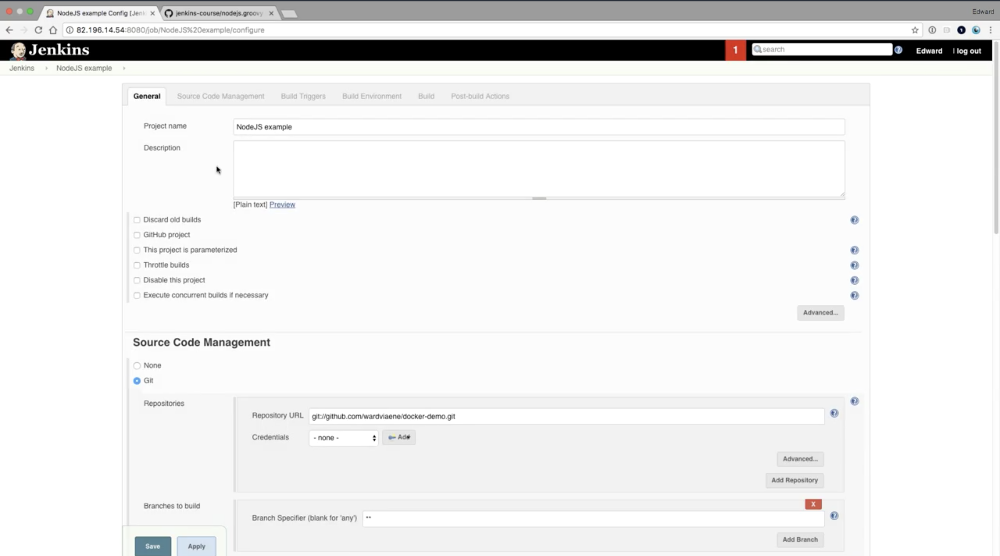 NodeJS example Config [Jenk
jenkins-course/nodejs.groovy
Edward
82.196.14.54:8080/job/NodeJS%20example/configure
Jenkins
1
search
Edward
| log out
Jenkins
NodeJS example
General
Source Code Management
Build Triggers
Build Environment
Build
Post-build Actions
Project name
NodeJS example
Description
[Plain text] Preview
Discard old builds
GitHub project
This project is parameterized
Throttle builds
Disable this project
Execute concurrent builds if necessary
Advanced...
Source Code Management
None
Git
Repositories
Repository URL
git://github.com/wardviaene/docker-demo.git
Credentials
- none -
Add
Advanced...
Add Repository
Branches to build
X
Branch Specifier (blank for 'any')
**
Add Branch
Save
Apply